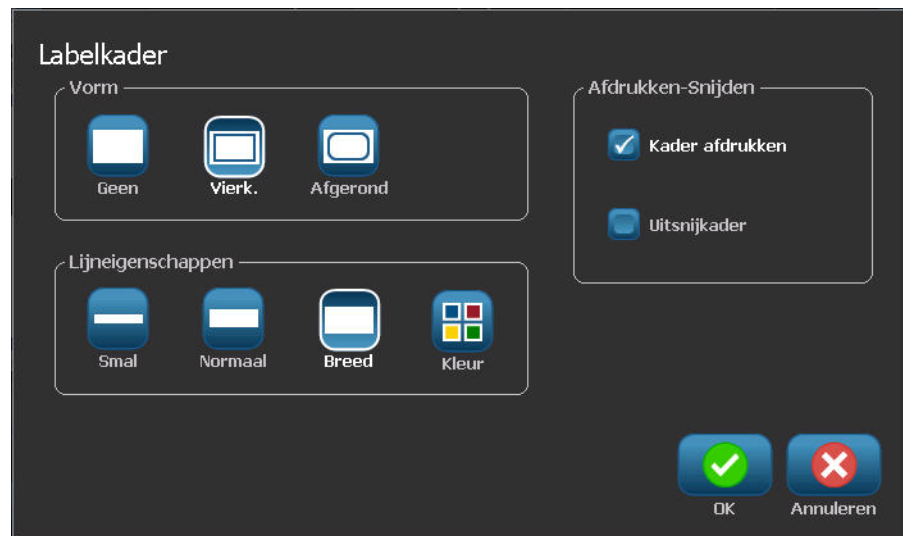 Labelkader
Vorm
Geen
Vierk.
Afgerond
Lijneigenschappen
Smal
Normaal
Breed
Kleur
Afdrukken-Snijden
Kader afdrukken
Uitsnijkader
OK
Annuleren